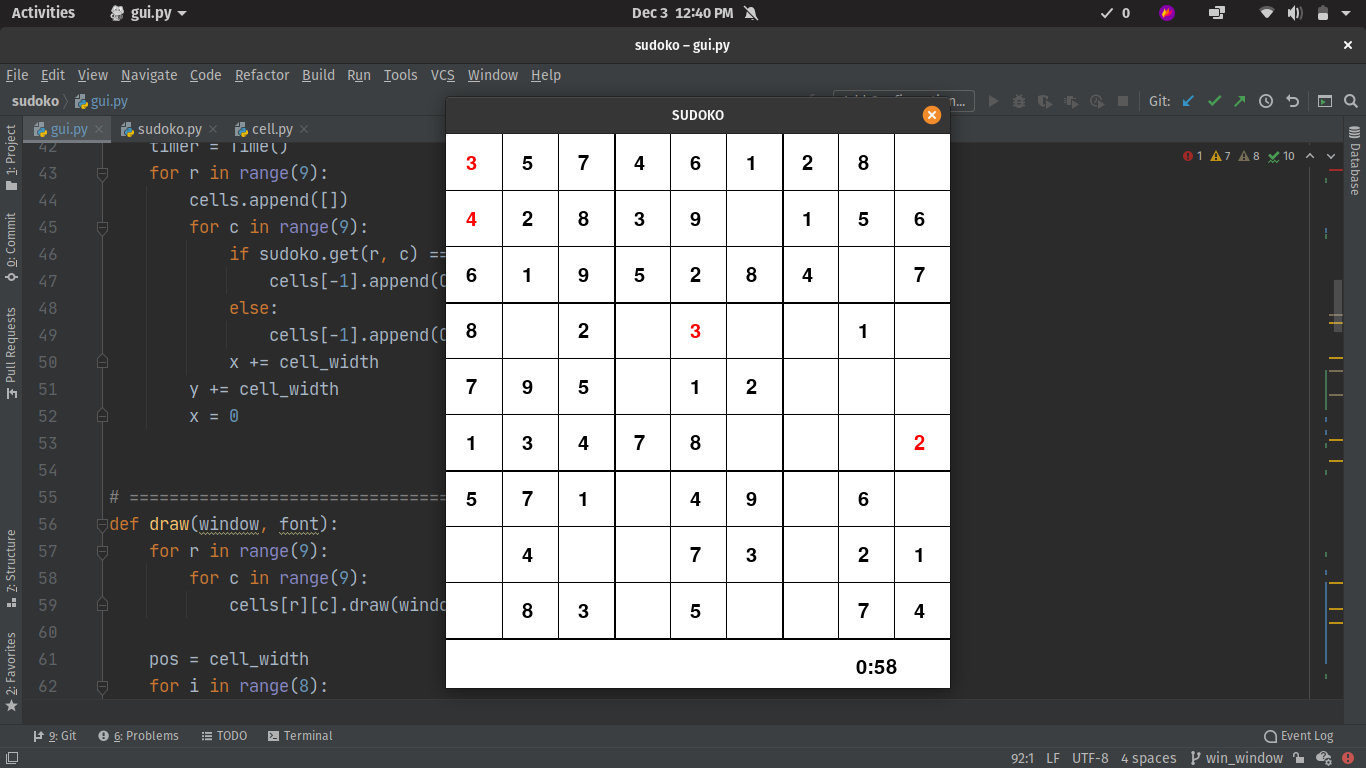 Activities gui.py Dec 3 12:40 PM 0
sudoko – gui.py
File Edit View Navigate Code Refactor Build Run Tools VCS Window Help
sudoko gui.py Git:
SUDOKO
gui.py sudoko.py cell.py
1 7 8 10
42 timer = Time()
43 for r in range(9):
44 cells.append([])
45 for c in range(9):
46 if sudoko.get(r, c) ==
47 cells[-1].append(
48 else:
49 cells[-1].append(
50 x += cell_width
51 y += cell_width
52 x = 0
53
54
55 # ================================
56 def draw(window, font):
57 for r in range(9):
58 for c in range(9):
59 cells[r][c].draw(windo
60
61 pos = cell_width
62 for i in range(8):
3 5 7 4 6 1 2 8
4 2 8 3 9 1 5 6
6 1 9 5 2 8 4 7
8 2 3 1
7 9 5 1 2
1 3 4 7 8 2
5 7 1 4 9 6
4 7 3 2 1
8 3 5 7 4
0:58
1: Project
0: Commit
Pull Requests
7: Structure
2: Favorites
Database
9: Git 6: Problems TODO Terminal Event Log
92:1 LF UTF-8 4 spaces win_window